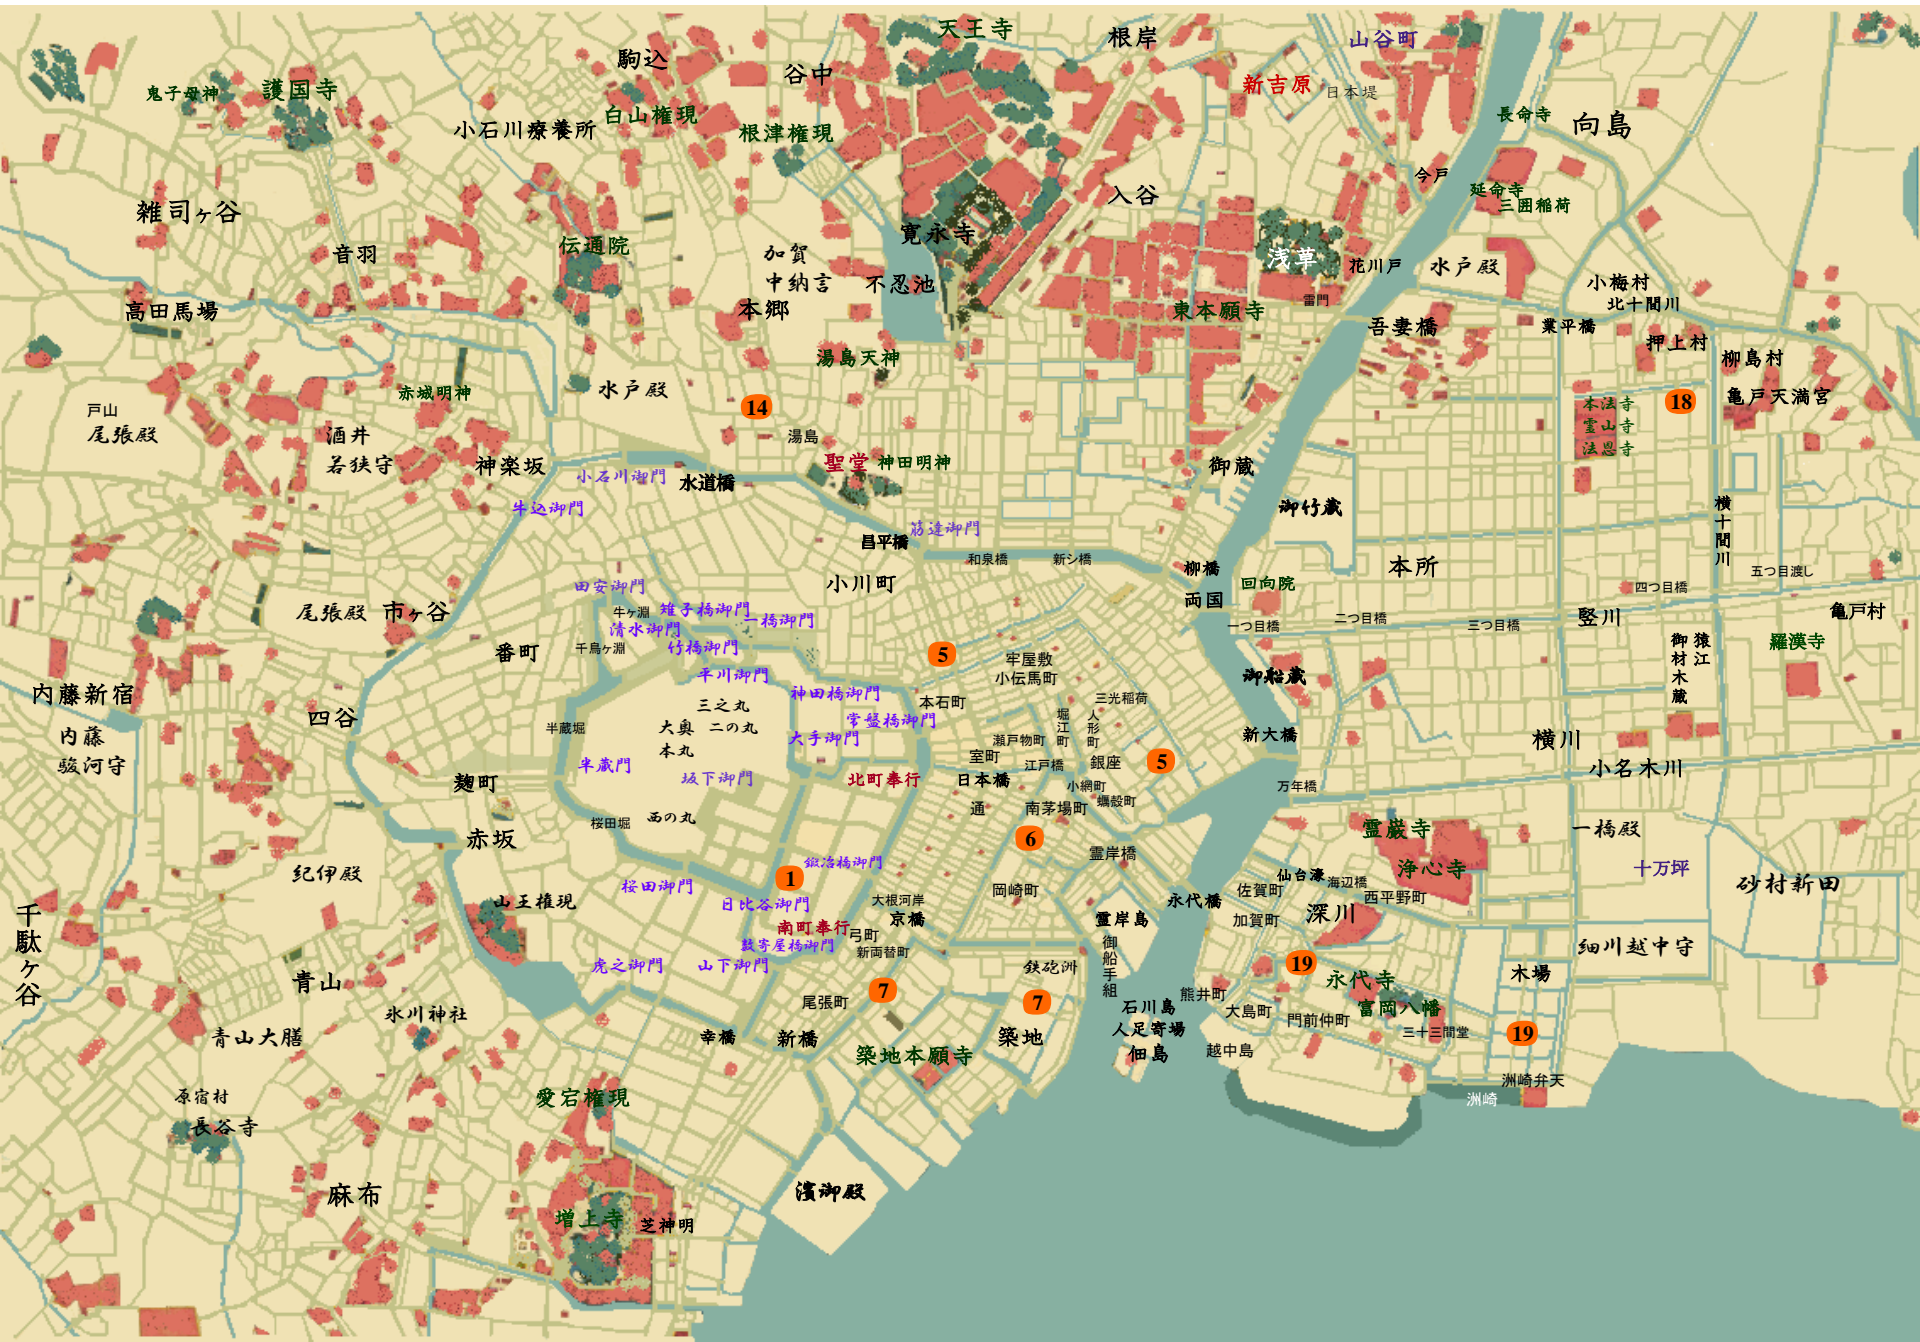 天王寺
根岸
山谷町
駒込
谷中
新吉原
日本堤
鬼子母神
護国寺
白山権現
小石川療養所
根津権現
長命寺
向島
今戸
延命寺
三囲稲荷
入谷
雑司ヶ谷
音羽
伝通院
加賀
中納言
本郷
寛永寺
不忍池
浅草
花川戸
水戸殿
雷門
東本願寺
吾妻橋
小梅村
北十間川
業平橋
押上村
柳島村
亀戸天満宮
高田馬場
湯島天神
水戸殿
赤城明神
14
18
本法寺
霊山寺
法恩寺
戸山
尾張殿
酒井
若狭守
神楽坂
湯島
聖堂
神田明神
御蔵
小石川御門
水道橋
牛込御門
御竹蔵
横十間川
筋違御門
昌平橋
和泉橋
新シ橋
柳橋
両国
回向院
本所
五つ目渡し
四つ目橋
小川町
田安御門
牛ヶ淵
雉子橋御門
一橋御門
清水御門
竹橋御門
千鳥ヶ淵
平川御門
尾張殿
市ヶ谷
番町
一つ目橋
二つ目橋
三つ目橋
竪川
亀戸村
猿江
御材木蔵
羅漢寺
5
牢屋敷
小伝馬町
御船蔵
内藤新宿
内藤
駿河守
四谷
神田橋御門
本石町
三光稲荷
三之丸
大奥
二の丸
本丸
常盤橋御門
大手御門
堀江町
人形町
半蔵堀
瀬戸物町
室町
江戸橋
銀座
5
新大橋
横川
小名木川
半蔵門
坂下御門
北町奉行
日本橋
小網町
蠣殻町
万年橋
麹町
桜田堀
西の丸
通
南茅場町
6
赤坂
霊岸橋
霊巌寺
浄心寺
一橋殿
十万坪
砂村新田
紀伊殿
鍛冶橋御門
1
桜田御門
日比谷御門
岡崎町
仙台濠
海辺橋
佐賀町
西平野町
山王権現
大根河岸
京橋
永代橋
霊岸島
加賀町
深川
千駄ヶ谷
南町奉行
弓町
数寄屋橋御門
新両替町
御船手組
細川越中守
虎之御門
山下御門
鉄砲洲
19
木場
永代寺
青山
尾張町
7
7
熊井町
富岡八幡
氷川神社
石川島
人足寄場
佃島
大島町
門前仲町
三十三間堂
19
青山大膳
幸橋
新橋
築地
築地本願寺
越中島
洲崎弁天
洲崎
原宿村
長谷寺
愛宕権現
麻布
濱御殿
増上寺
芝神明